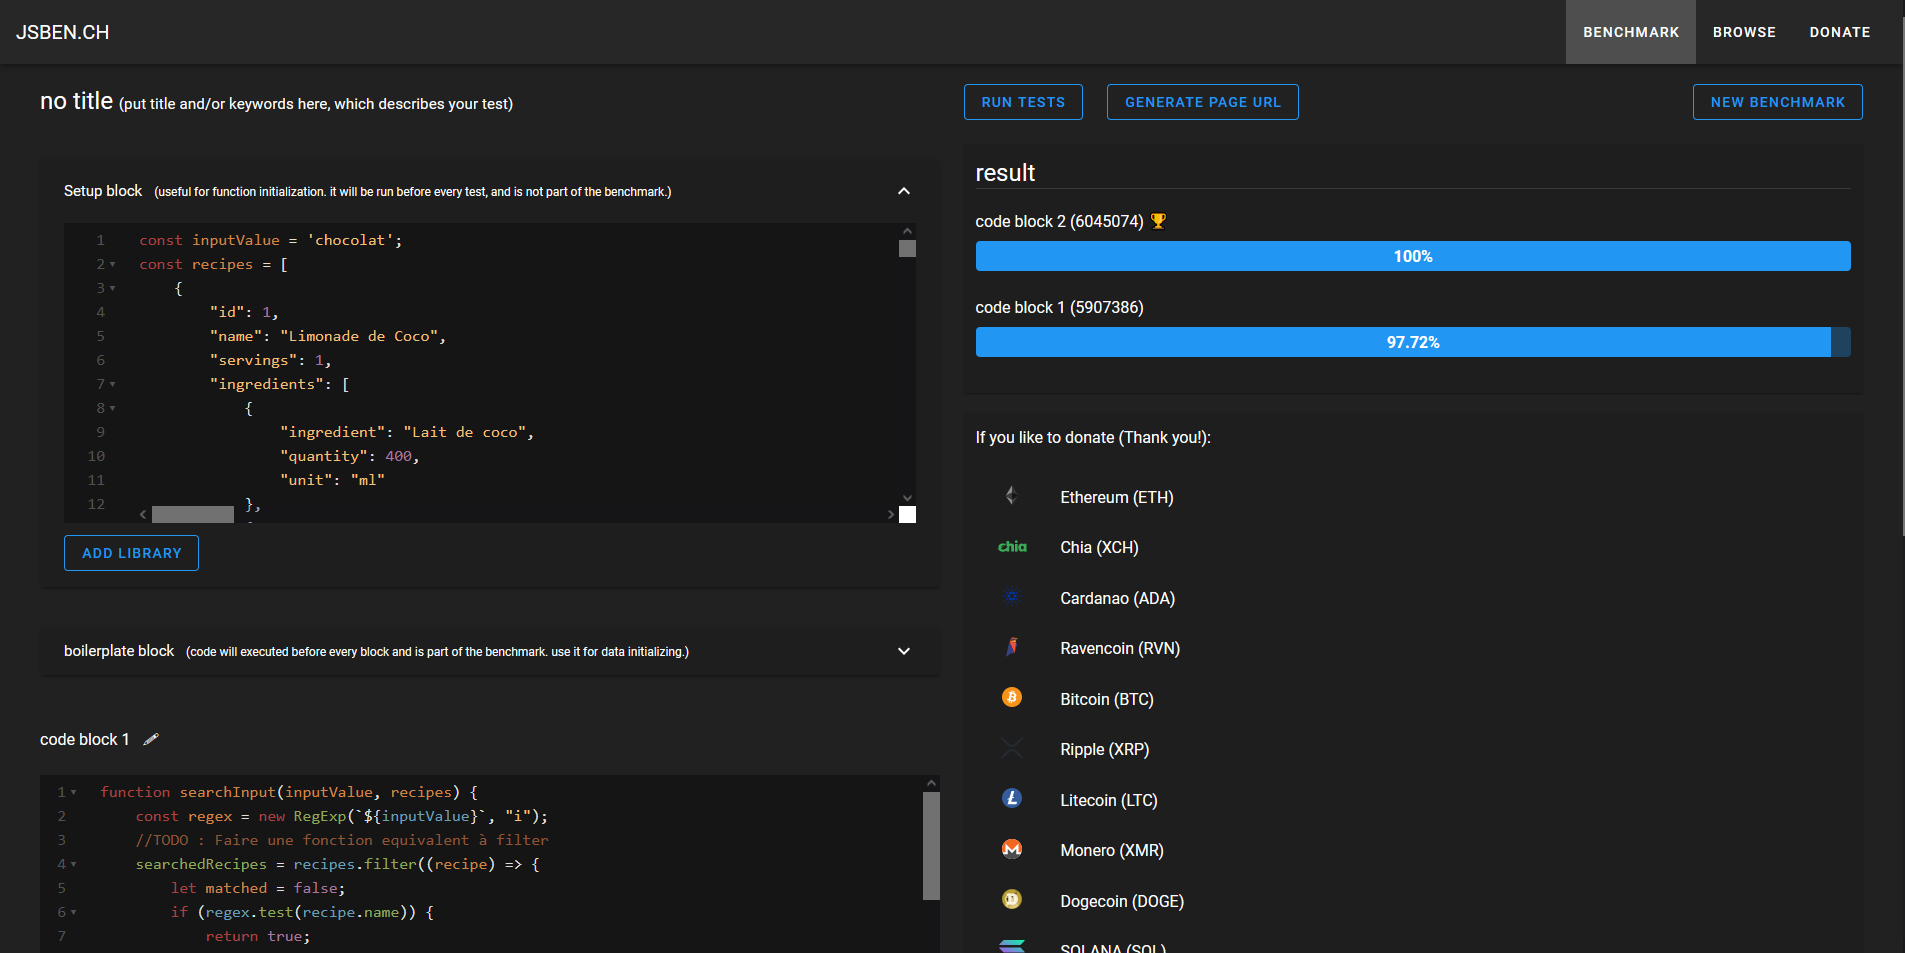 JSBEN.CH
BENCHMARK
BROWSE
DONATE
no title (put title and/or keywords here, which describes your test)
RUN TESTS
GENERATE PAGE URL
NEW BENCHMARK
Setup block (useful for function initialization. it will be run before every test, and is not part of the benchmark.)
1 const inputValue = 'chocolat';
2 const recipes = [
3 {
4 "id": 1,
5 "name": "Limonade de Coco",
6 "servings": 1,
7 "ingredients": [
8 {
9 "ingredient": "Lait de coco",
10 "quantity": 400,
11 "unit": "ml"
12 },
ADD LIBRARY
boilerplate block (code will executed before every block and is part of the benchmark. use it for data initializing.)
code block 1
1 function searchInput(inputValue, recipes) {
2 const regex = new RegExp(`${inputValue}`, "i");
3 //TODO : Faire une fonction equivalent à filter
4 searchedRecipes = recipes.filter((recipe) => {
5 let matched = false;
6 if (regex.test(recipe.name)) {
7 return true;
result
code block 2 (6045074)
100%
code block 1 (5907386)
97.72%
If you like to donate (Thank you!):
Ethereum (ETH)
chia Chia (XCH)
Cardanao (ADA)
Ravencoin (RVN)
Bitcoin (BTC)
Ripple (XRP)
Litecoin (LTC)
Monero (XMR)
Dogecoin (DOGE)
SOLANA (SOL)